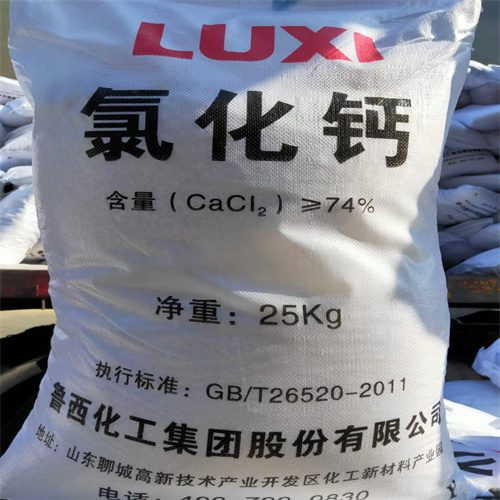 LUXI
氯化钙
含量(CaCl₂)≥74%
净重：25Kg
执行标准：GB/T26520-2011
鲁西化工集团股份有限公司
地址：山东聊城高新技术产业开发区化工新材料产业园
电话：